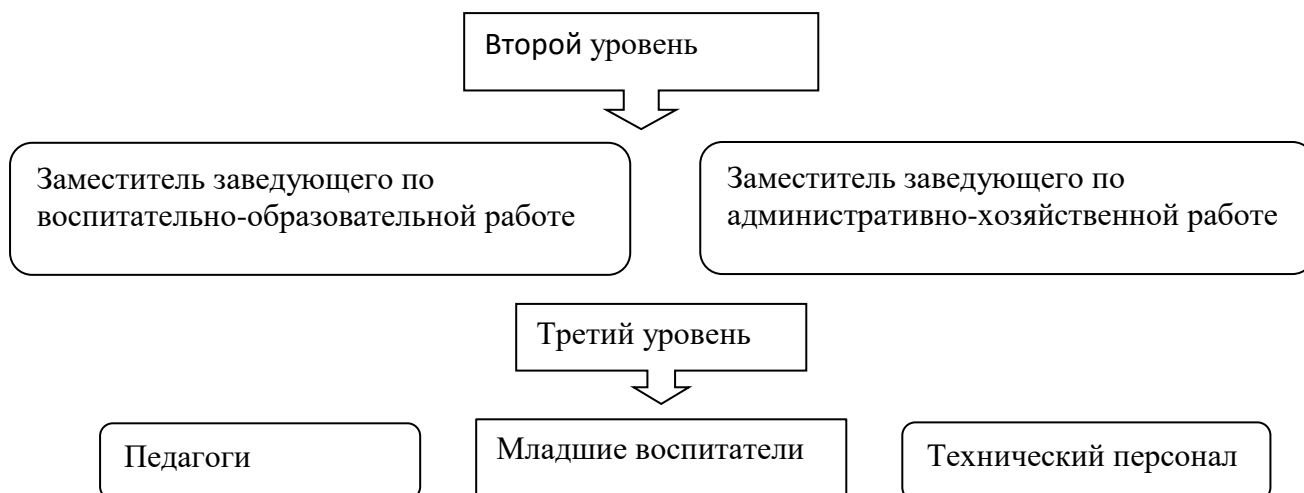 Второй уровень
Заместитель заведующего по
воспитательно-образовательной работе
Заместитель заведующего по
административно-хозяйственной работе
Третий уровень
Педагоги
Младшие воспитатели
Технический персонал